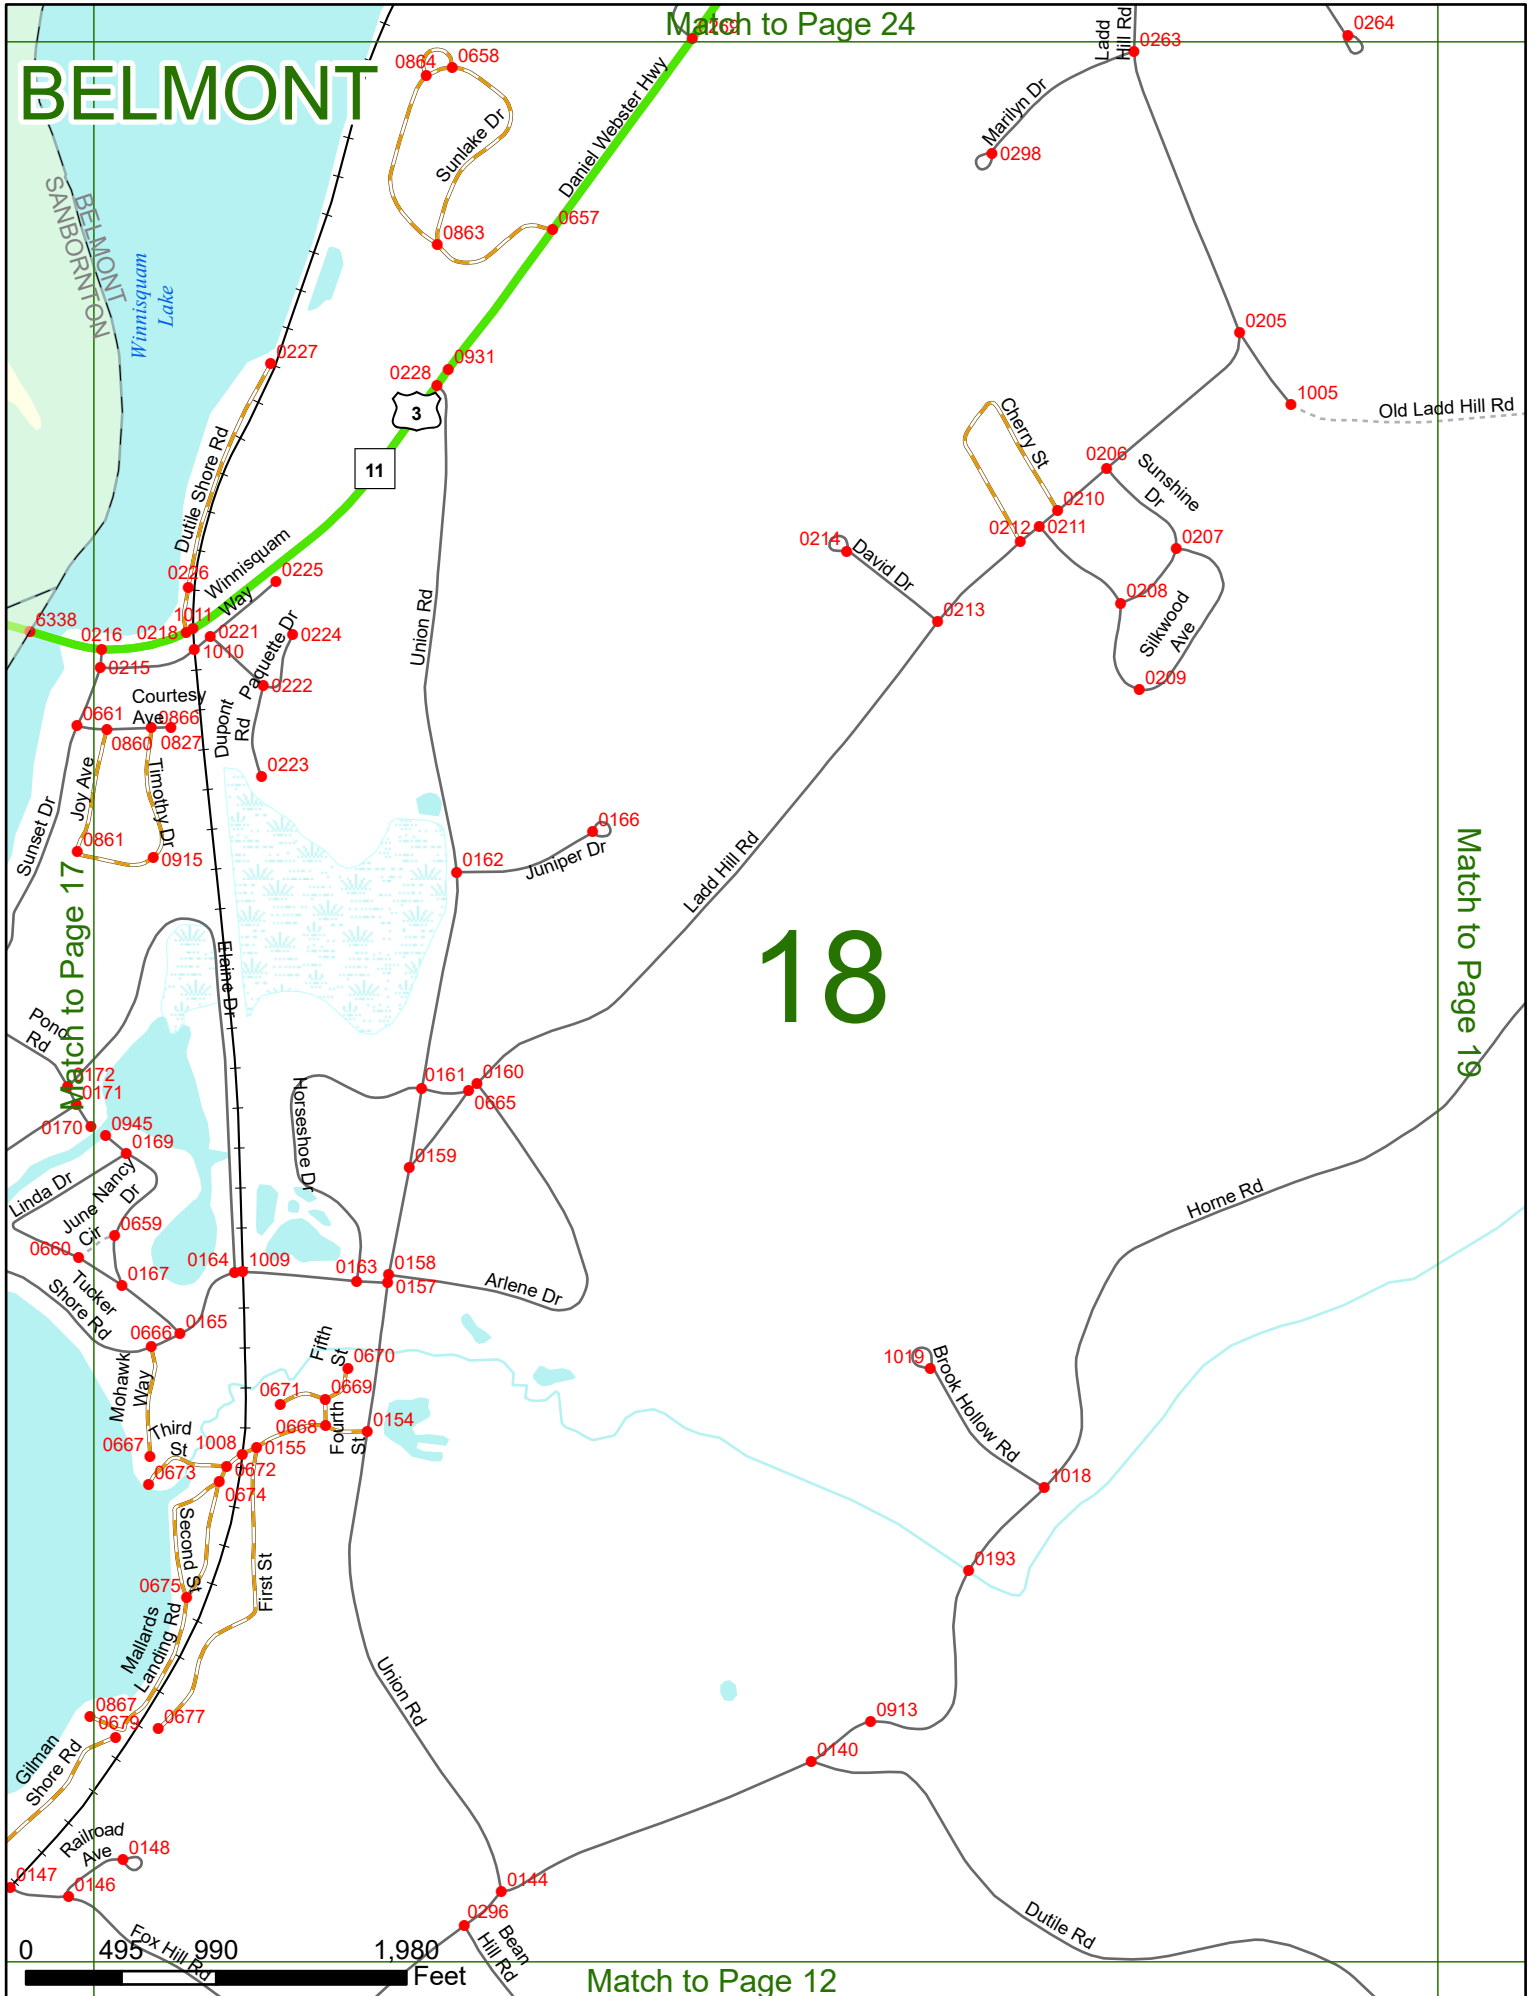 Match to Page 24
BELMONT
0269
0264
Ladd
Hill Rd
0263
0864
0658
Sunlake Dr
Daniel Webster Hwy
Marilyn Dr
0298
0657
0863
BELMONT
SANBORNTON
Winnisquam
Lake
0227
0931
0228
3
11
0205
1005
Old Ladd Hill Rd
Cherry St
0206
Sunshine
Dr
0210
0211
0212
0207
0214
David Dr
0208
0213
Silkwood
Ave
0209
Dutile Shore Rd
0226
Winnisquam
Way
0225
1011
6338
0216
0218
0221
0224
0215
1010
Paquette Dr
0222
Union Rd
Courtesy
Ave
0661
0866
0860
0827
Dupont
Rd
0223
Joy Ave
Timothy Dr
Sunset Dr
0861
0915
0166
0162
Juniper Dr
Ladd Hill Rd
Match to Page 17
Match to Page 19
18
Elaine Dr
Pond
Rd
0172
0171
0170
0945
0169
0161
0160
0665
Horseshoe Dr
0159
Linda Dr
June Nancy
Cir
Dr
0659
0660
Horne Rd
0164
1009
0163
0158
0157
Arlene Dr
0167
Tucker
Shore Rd
0165
0666
Mohawk
Way
Fifth
St
0670
0671
0669
1019
Brook Hollow Rd
0668
Fourth
St
0154
Third
St
0667
1008
0155
0673
0672
0674
1018
Second St
First St
0193
0675
Mallards
Landing Rd
Union Rd
0867
0679
0677
0913
0140
Gilman
Shore Rd
Railroad
Ave
0148
0147
0146
0144
0296
Fox Hill Rd
Bean
Hill Rd
Dutile Rd
0 495 990 1,980
Feet
Match to Page 12